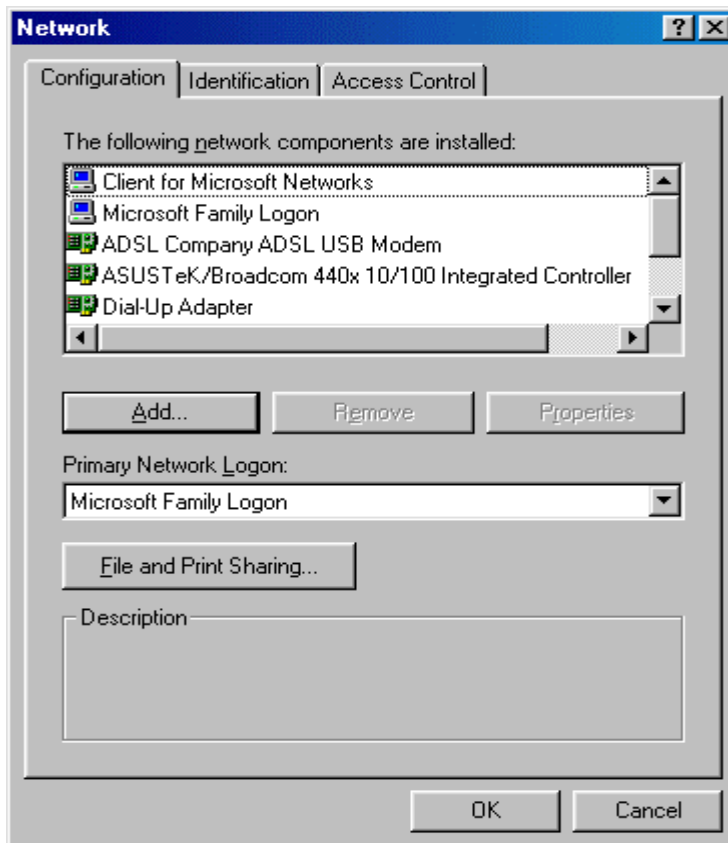 Network
Configuration Identification Access Control
The following network components are installed:
Client for Microsoft Networks
Microsoft Family Logon
ADSL Company ADSL USB Modem
ASUSTeK/Broadcom 440x 10/100 Integrated Controller
Dial-Up Adapter
Add... Remove Properties
Primary Network Logon:
Microsoft Family Logon
File and Print Sharing...
Description
OK Cancel